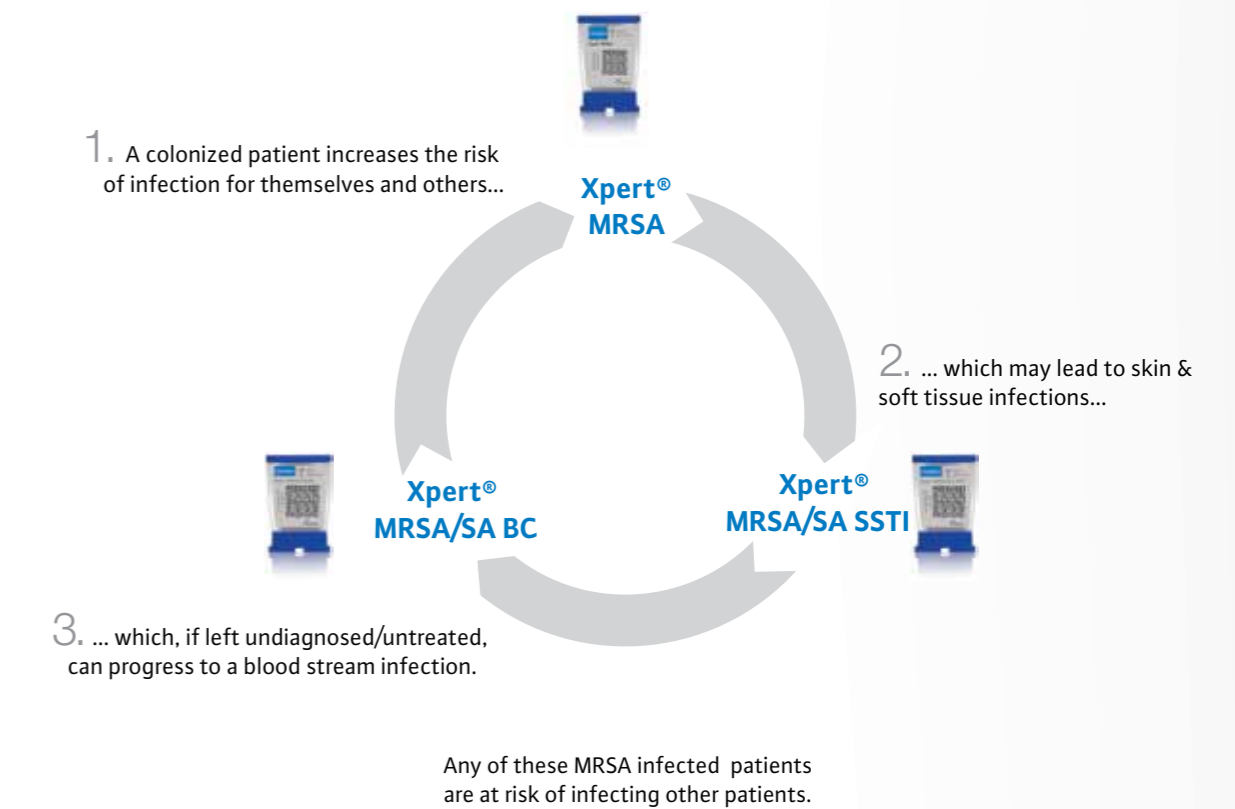 1. A colonized patient increases the risk
of infection for themselves and others...
Xpert®
MRSA
2. ... which may lead to skin &
soft tissue infections...
Xpert®
MRSA/SA SSTI
Xpert®
MRSA/SA BC
3. ... which, if left undiagnosed/untreated,
can progress to a blood stream infection.
Any of these MRSA infected patients
are at risk of infecting other patients.